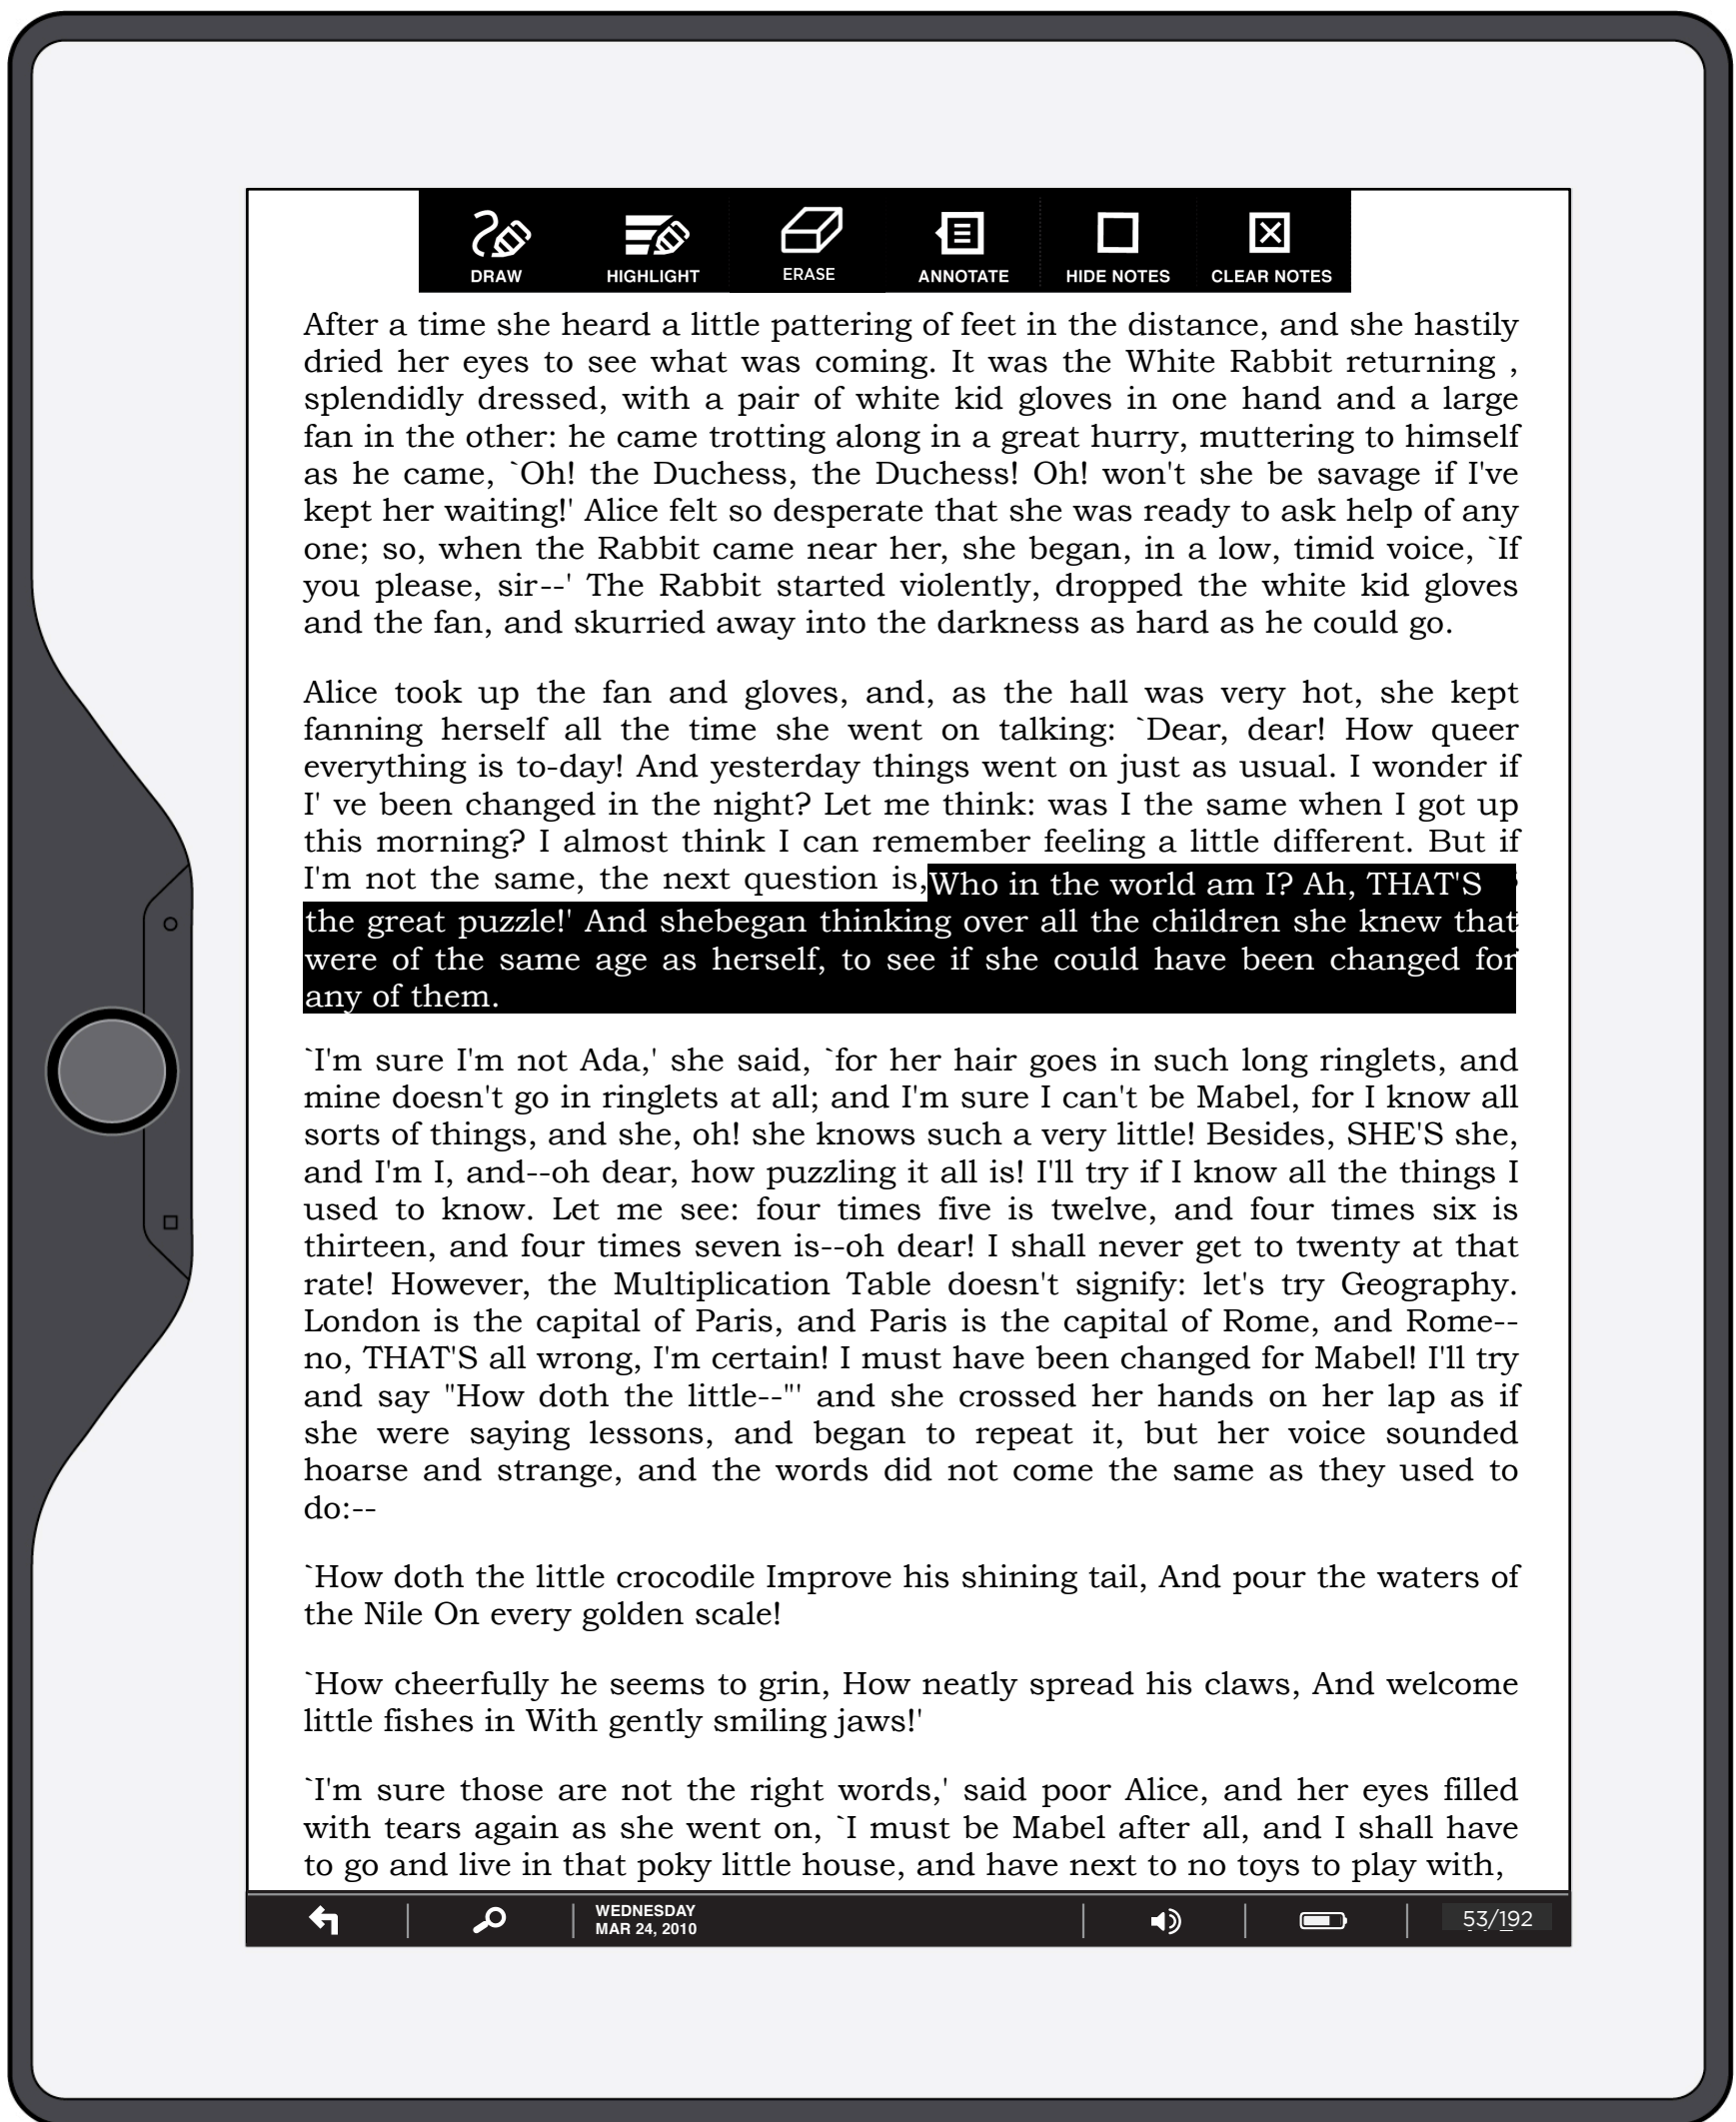 DRAW HIGHLIGHT ERASE ANNOTATE HIDE NOTES CLEAR NOTES
After a time she heard a little pattering of feet in the distance, and she hastily
dried her eyes to see what was coming. It was the White Rabbit returning ,
splendidly dressed, with a pair of white kid gloves in one hand and a large
fan in the other: he came trotting along in a great hurry, muttering to himself
as he came, `Oh! the Duchess, the Duchess! Oh! won't she be savage if I've
kept her waiting!' Alice felt so desperate that she was ready to ask help of any
one; so, when the Rabbit came near her, she began, in a low, timid voice, `If
you please, sir--' The Rabbit started violently, dropped the white kid gloves
and the fan, and skurried away into the darkness as hard as he could go.
Alice took up the fan and gloves, and, as the hall was very hot, she kept
fanning herself all the time she went on talking: `Dear, dear! How queer
everything is to-day! And yesterday things went on just as usual. I wonder if
I' ve been changed in the night? Let me think: was I the same when I got up
this morning? I almost think I can remember feeling a little different. But if
I'm not the same, the next question is,Who in the world am I? Ah, THAT'S
the great puzzle!' And shebegan thinking over all the children she knew that
were of the same age as herself, to see if she could have been changed for
any of them.
`I'm sure I'm not Ada,' she said, `for her hair goes in such long ringlets, and
mine doesn't go in ringlets at all; and I'm sure I can't be Mabel, for I know all
sorts of things, and she, oh! she knows such a very little! Besides, SHE'S she,
and I'm I, and--oh dear, how puzzling it all is! I'll try if I know all the things I
used to know. Let me see: four times five is twelve, and four times six is
thirteen, and four times seven is--oh dear! I shall never get to twenty at that
rate! However, the Multiplication Table doesn't signify: let's try Geography.
London is the capital of Paris, and Paris is the capital of Rome, and Rome--
no, THAT'S all wrong, I'm certain! I must have been changed for Mabel! I'll try
and say "How doth the little--"' and she crossed her hands on her lap as if
she were saying lessons, and began to repeat it, but her voice sounded
hoarse and strange, and the words did not come the same as they used to
do:--
`How doth the little crocodile Improve his shining tail, And pour the waters of
the Nile On every golden scale!
`How cheerfully he seems to grin, How neatly spread his claws, And welcome
little fishes in With gently smiling jaws!'
`I'm sure those are not the right words,' said poor Alice, and her eyes filled
with tears again as she went on, `I must be Mabel after all, and I shall have
to go and live in that poky little house, and have next to no toys to play with,
WEDNESDAY
MAR 24, 2010
53/192